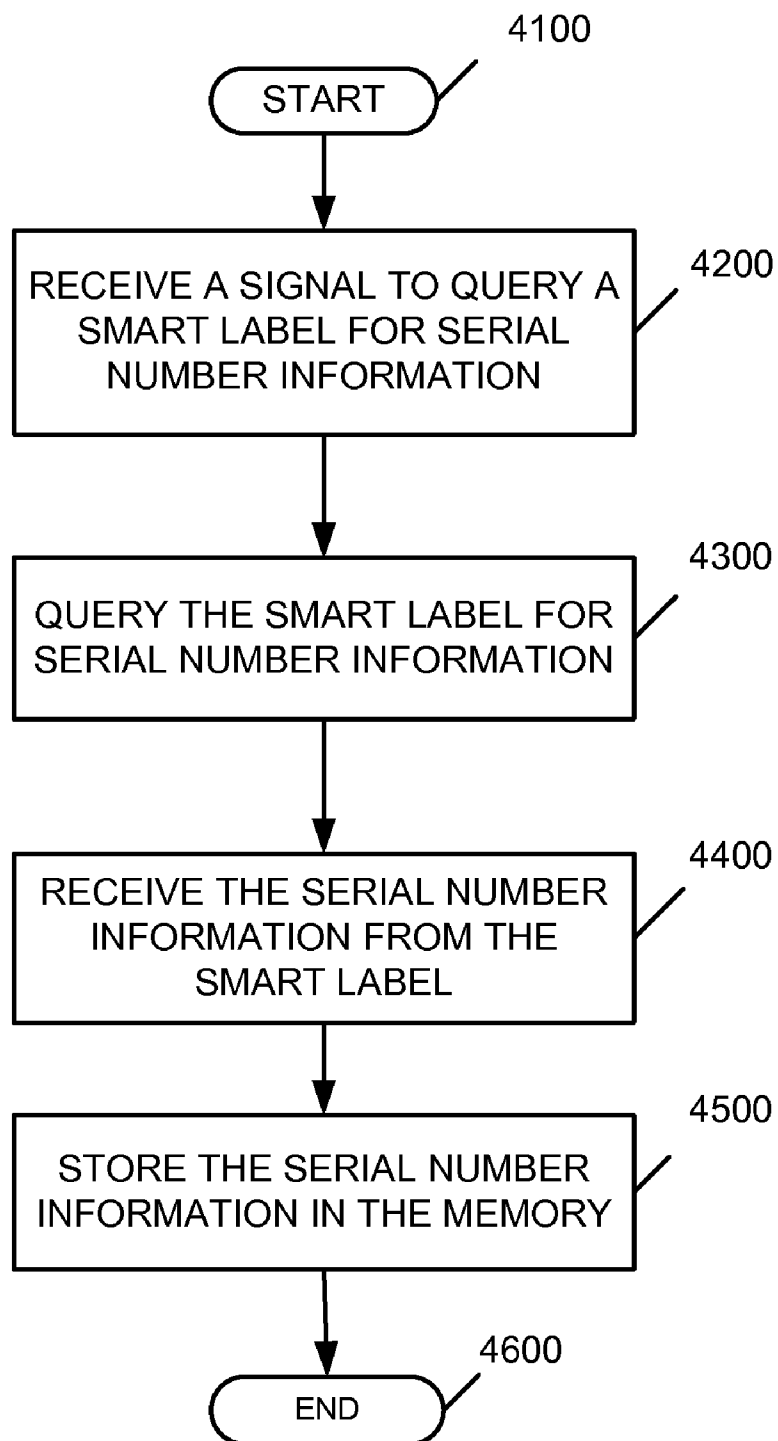 4100
START
4200
RECEIVE A SIGNAL TO QUERY A
SMART LABEL FOR SERIAL
NUMBER INFORMATION
4300
QUERY THE SMART LABEL FOR
SERIAL NUMBER INFORMATION
4400
RECEIVE THE SERIAL NUMBER
INFORMATION FROM THE
SMART LABEL
4500
STORE THE SERIAL NUMBER
INFORMATION IN THE MEMORY
4600
END